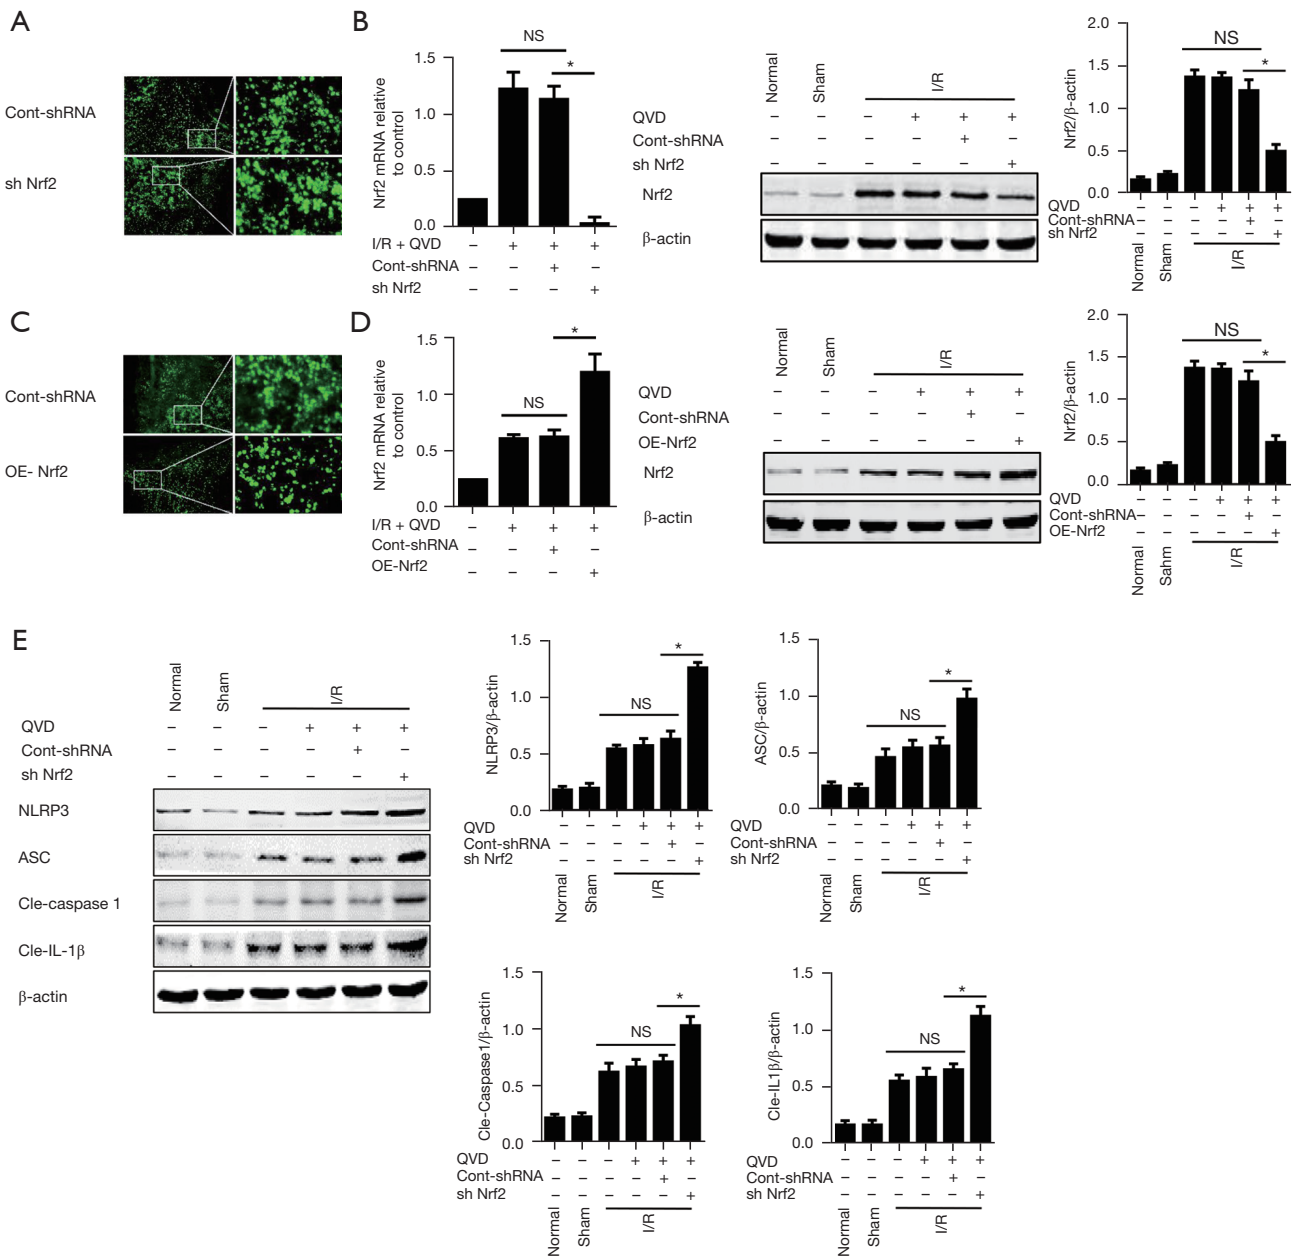 A
Cont-shRNA
sh Nrf2
B
Nrf2 mRNA relative
to control
1.5
1.0
0.5
0.0
NS
*
I/R + QVD – + + +
Cont-shRNA – – + –
sh Nrf2 – – – +
Normal
Sham
I/R
QVD – – – + + +
Cont-shRNA – – – – + –
sh Nrf2 – – – – – +
Nrf2
β-actin
Nrf2/β-actin
2.0
1.5
1.0
0.5
0.0
NS
*
QVD – – – + + +
Cont-shRNA – – – – + –
sh Nrf2 – – – – – +
Normal
Sham
I/R
C
Cont-shRNA
OE- Nrf2
D
Nrf2 mRNA relative
to control
1.5
1.0
0.5
0.0
NS
*
I/R + QVD – + + +
Cont-shRNA – – + –
OE-Nrf2 – – – +
Normal
Sham
I/R
QVD – – – + + +
Cont-shRNA – – – – + –
OE-Nrf2 – – – – – +
Nrf2
β-actin
Nrf2/β-actin
2.0
1.5
1.0
0.5
0.0
NS
*
QVD – – – + + +
Cont-shRNA – – – – + –
OE-Nrf2 – – – – – +
Normal
Sahm
I/R
E
Normal
Sham
I/R
QVD – – – + + +
Cont-shRNA – – – – + –
sh Nrf2 – – – – – +
NLRP3
ASC
Cle-caspase 1
Cle-IL-1β
β-actin
NLRP3/β-actin
1.5
1.0
0.5
0.0
NS
*
QVD – – – + + +
Cont-shRNA – – – – + –
sh Nrf2 – – – – – +
Normal
Sham
I/R
ASC/β-actin
1.5
1.0
0.5
0.0
NS
*
QVD – – – + + +
Cont-shRNA – – – – + –
sh Nrf2 – – – – – +
Normal
Sham
I/R
Cle-Caspase1/β-actin
1.5
1.0
0.5
0.0
NS
*
QVD – – – + + +
Cont-shRNA – – – – + –
sh Nrf2 – – – – – +
Normal
Sham
I/R
Cle-IL1β/β-actin
1.5
1.0
0.5
0.0
NS
*
QVD – – – + + +
Cont-shRNA – – – – + –
sh Nrf2 – – – – – +
Normal
Sham
I/R